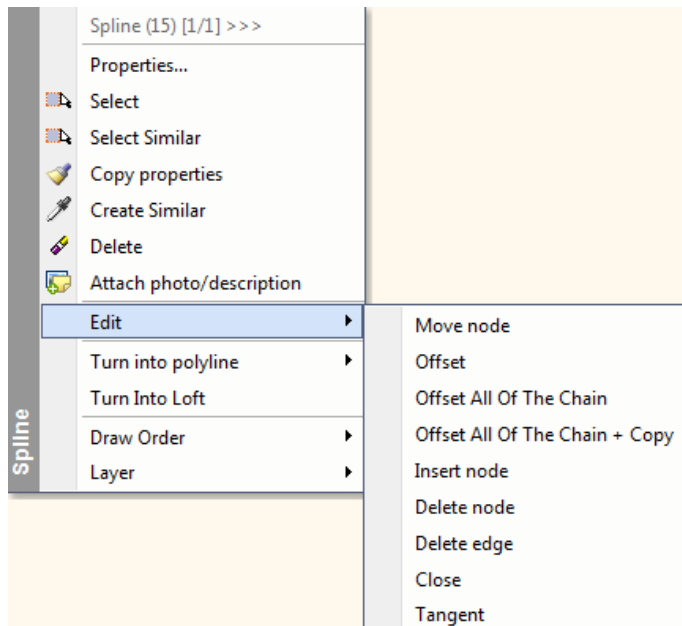 Spline (15) [1/1] >>>
Properties...
Select
Select Similar
Copy properties
Create Similar
Delete
Attach photo/description
Edit
Turn into polyline
Turn Into Loft
Draw Order
Layer
Spline
Move node
Offset
Offset All Of The Chain
Offset All Of The Chain + Copy
Insert node
Delete node
Delete edge
Close
Tangent